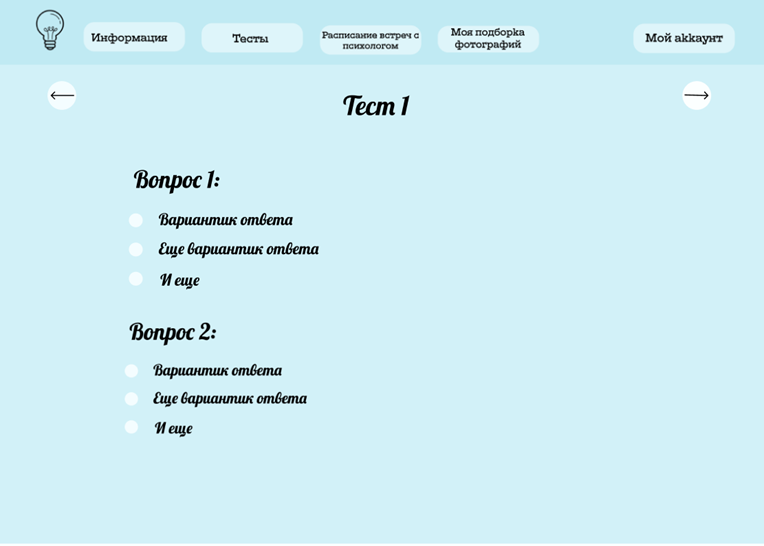 Информация
Тесты
Расписание встреч с
психологом
Моя подборка
фотографий
Мой аккаунт
Тест 1
Вопрос 1:
Вариантик ответа
Еще вариантик ответа
И еще
Вопрос 2:
Вариантик ответа
Еще вариантик ответа
И еще